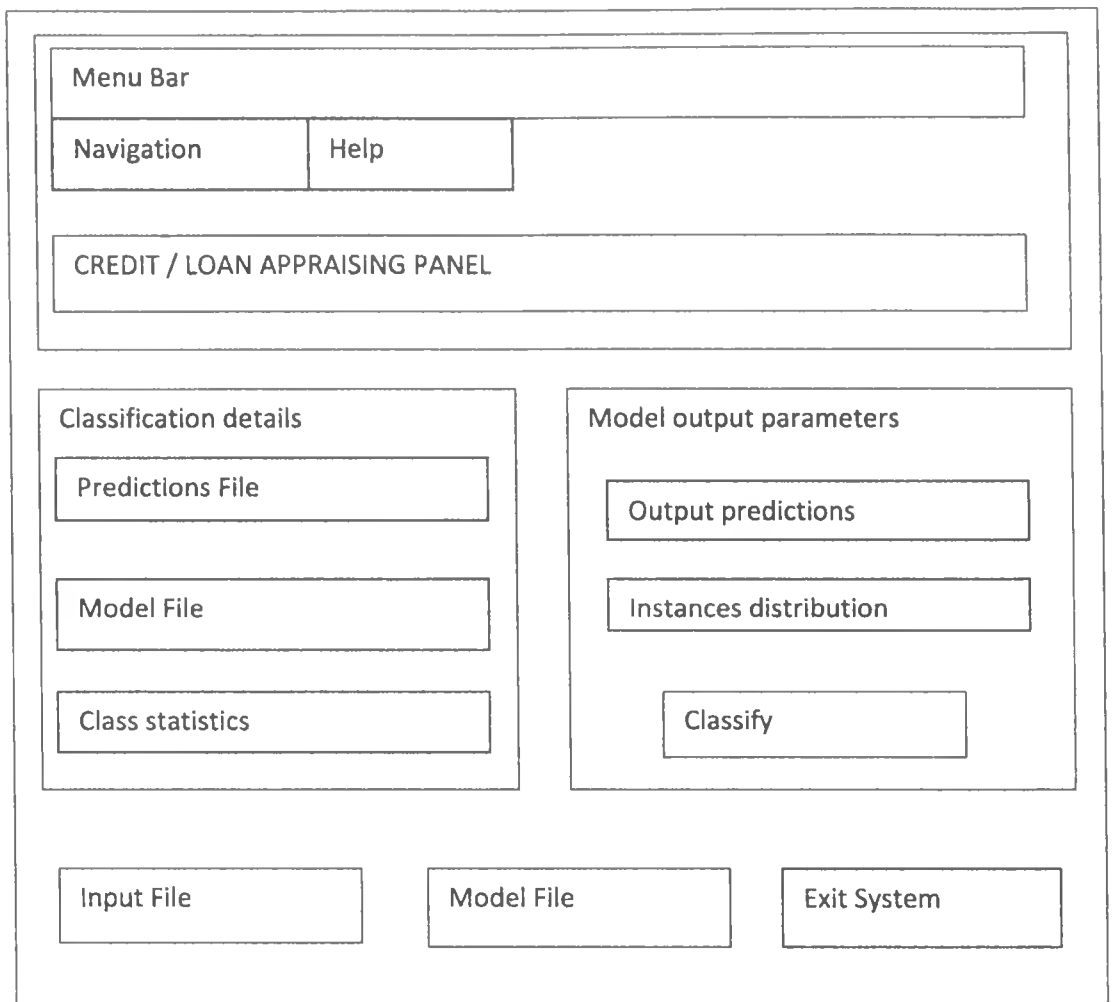 Menu Bar
Navigation
Help
CREDIT / LOAN APPRAISING PANEL
Classification details
Predictions File
Model File
Class statistics
Model output parameters
Output predictions
Instances distribution
Classify
Input File
Model File
Exit System